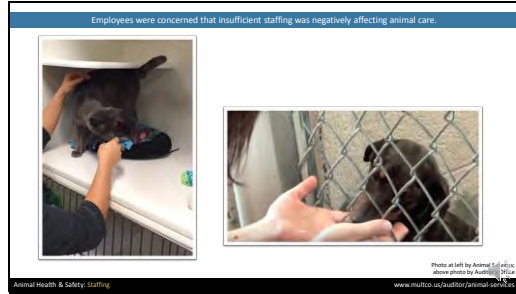 Employees were concerned that insufficient staffing was negatively affecting animal care.
Photo at left by Animal Services;
above photo by Auditor's Office
Animal Health & Safety: Staffing
www.multco.us/auditor/animal-services